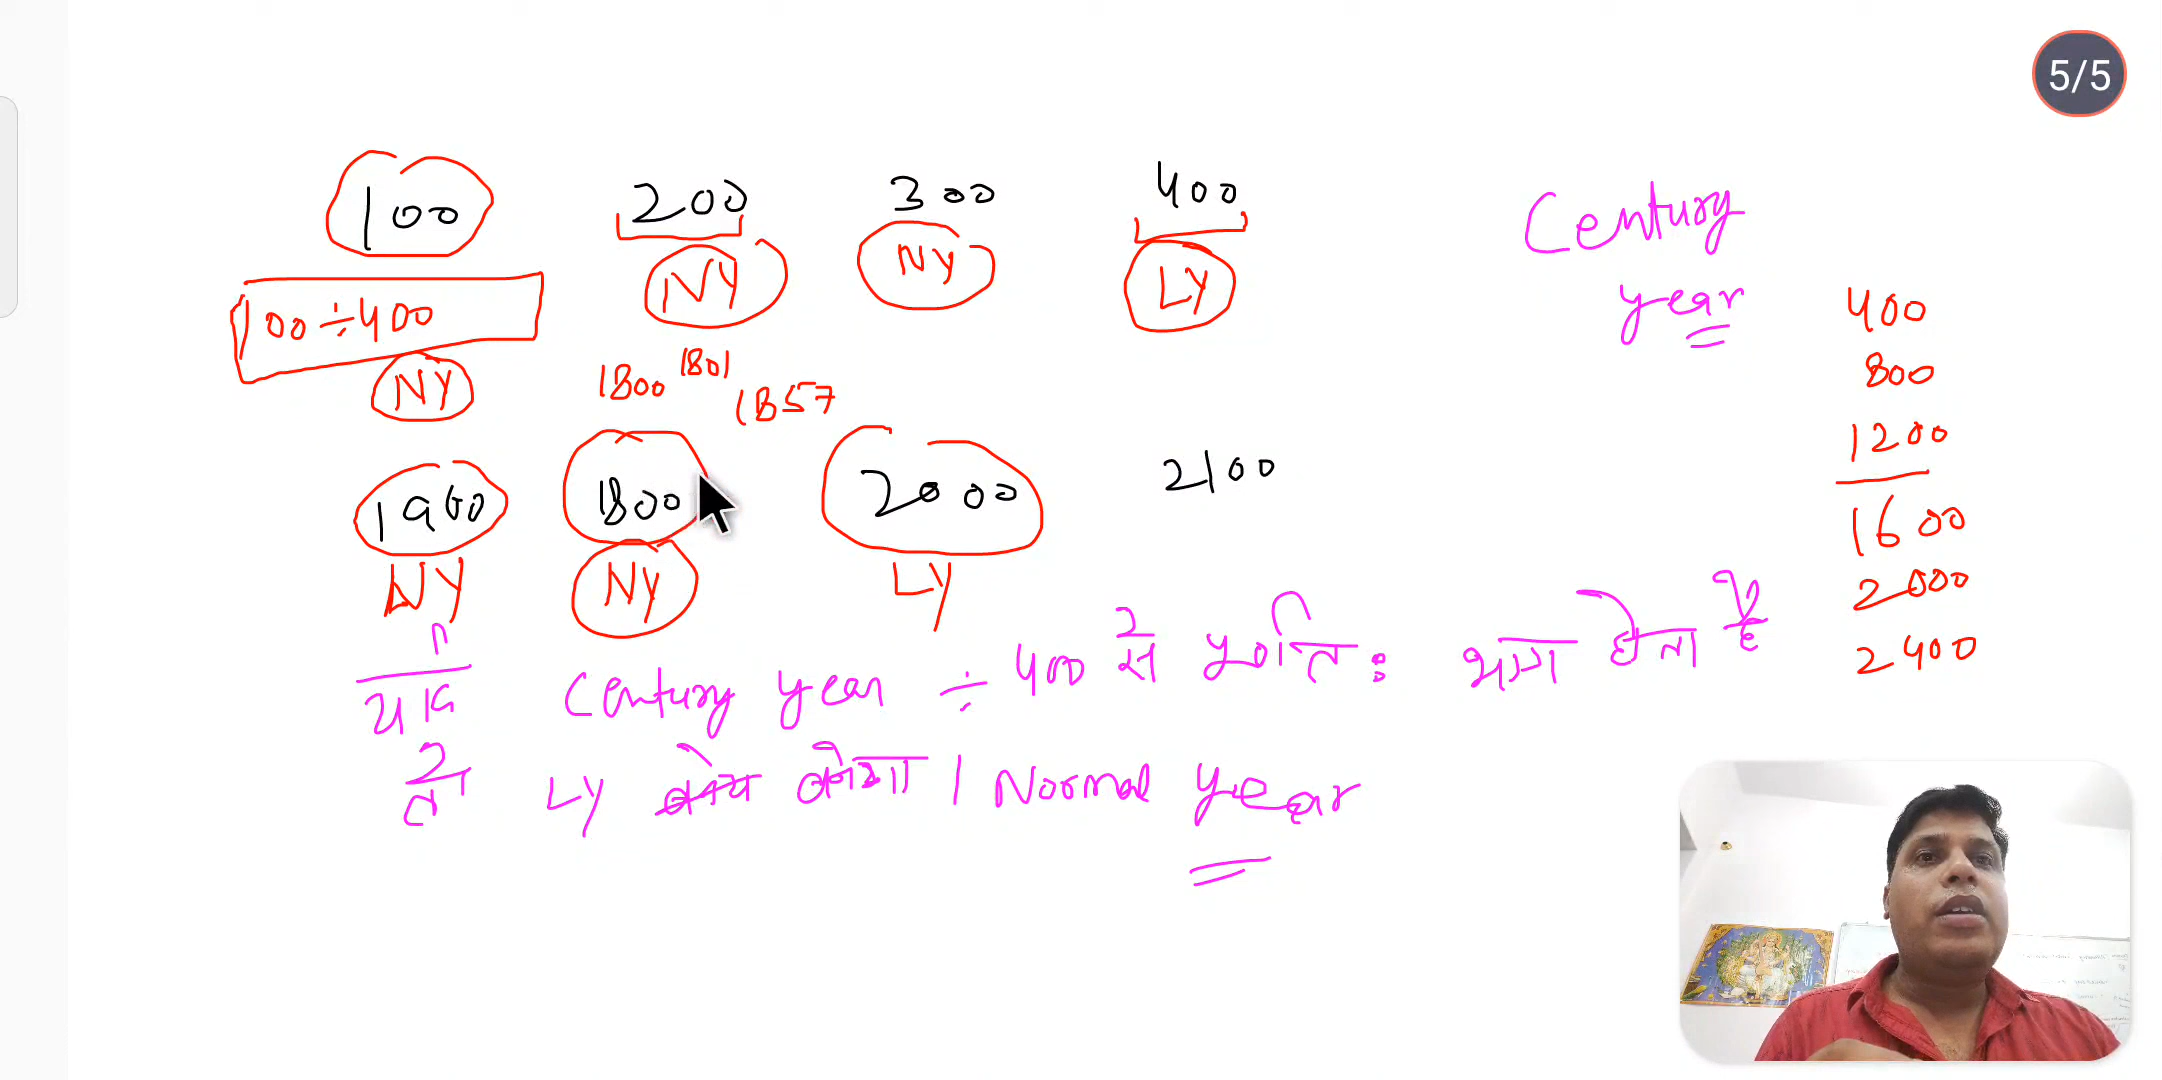 5/5
100 200 300 400
Century
year
100÷400
NY NY NY LY
1800 1801 1857
1900 1800 2000 2100
NY NY LY
400
800
1200
1600
2000
2400
यदि Century year ÷ 400 से पूर्णतः भाग होता है
तो LY होगा | Normal year